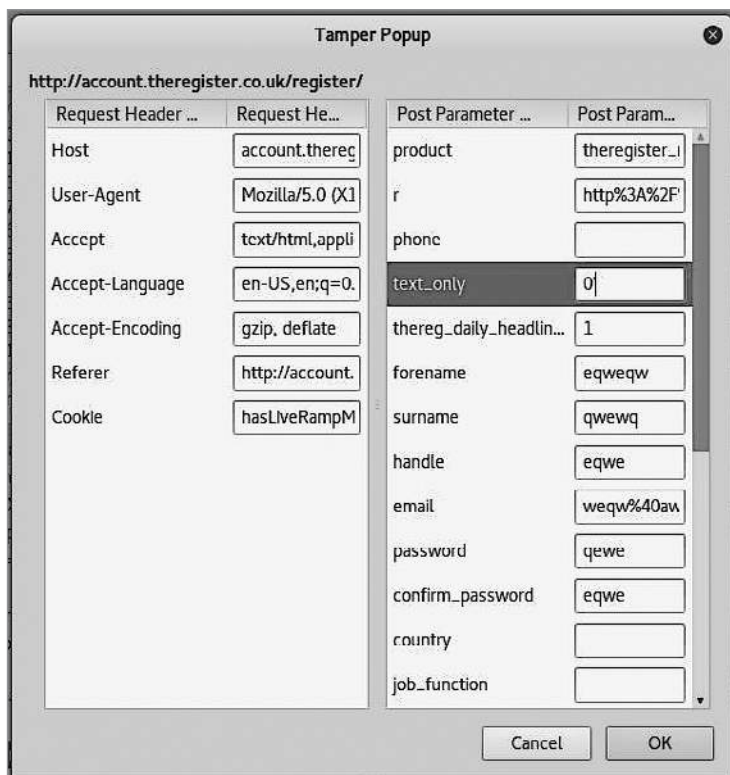 Tamper Popup
http://account.theregister.co.uk/register/
Request Header ... Request He...
Host account.thereg
User-Agent Mozilla/5.0 (X1
Accept text/html,appli
Accept-Language en-US,en;q=0.
Accept-Encoding gzip, deflate
Referer http://account.
Cookie hasLiveRampM
Post Parameter ... Post Param...
product theregister_
r http%3A%2F
phone
text_only 0
thereg_daily_headlin... 1
forename eqweqw
surname qwewq
handle eqwe
email weqw%40aw
password qewe
confirm_password eqwe
country
job_function
Cancel OK